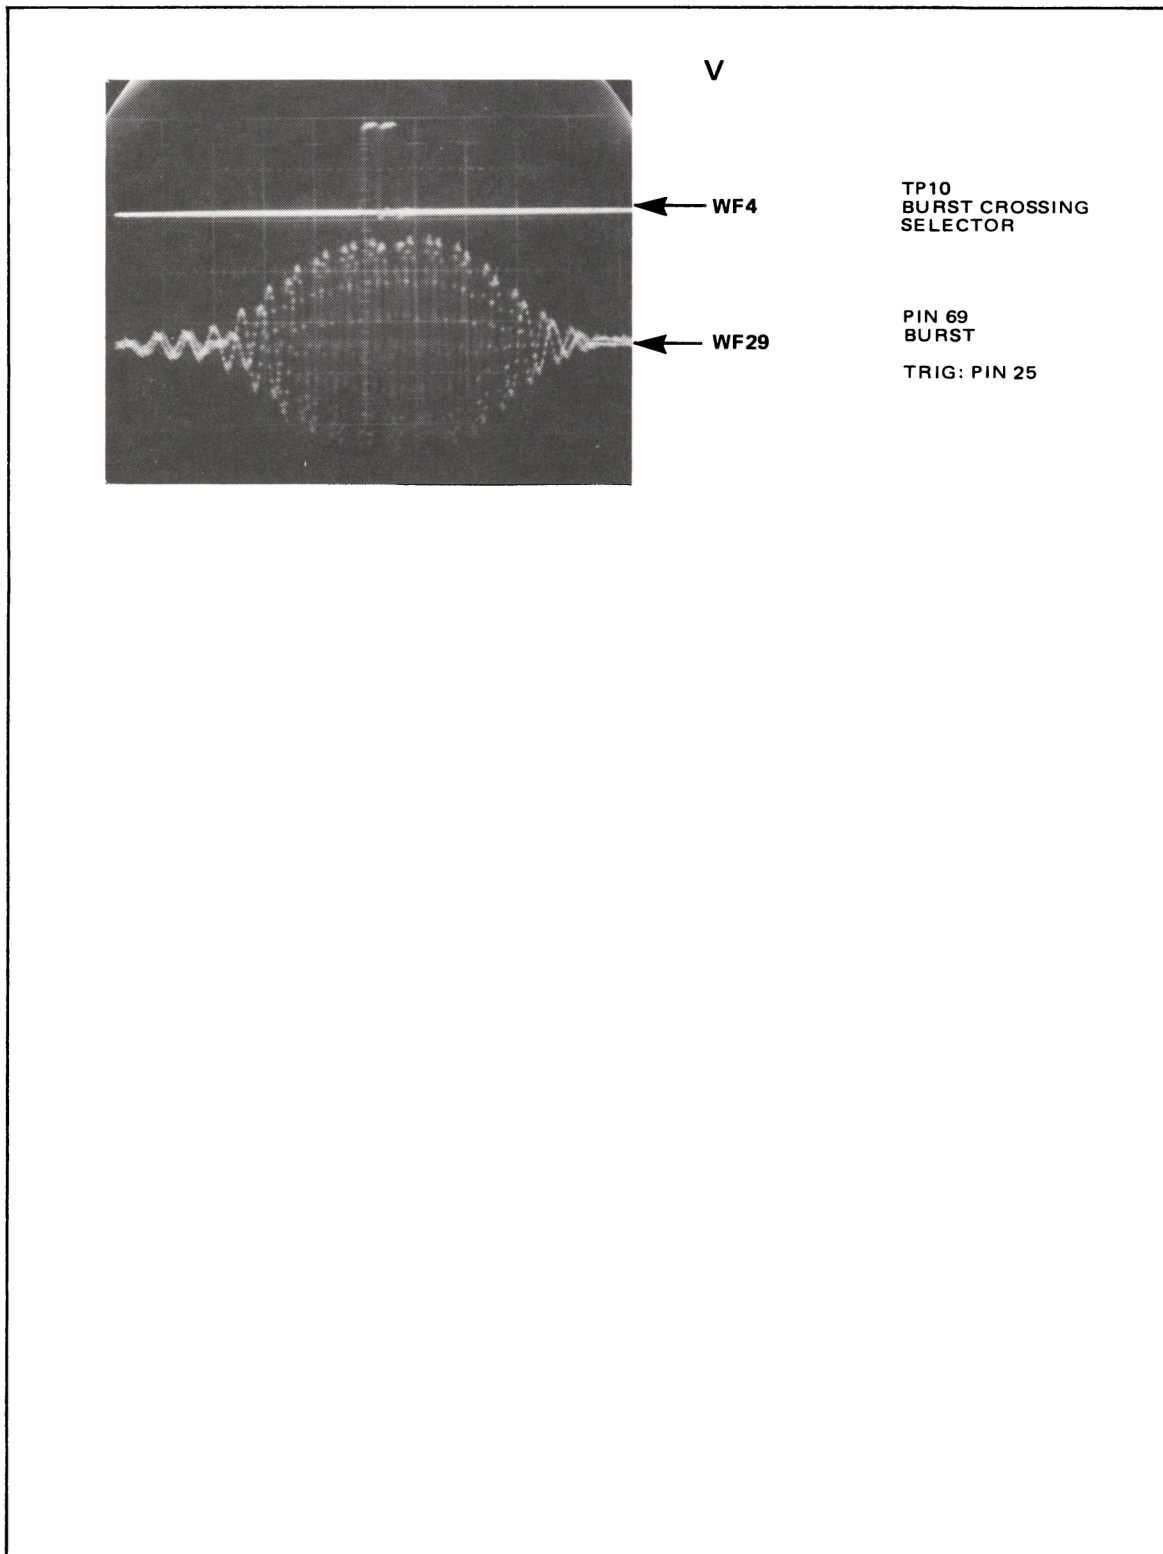 V
WF4
TP10
BURST CROSSING
SELECTOR
WF29
PIN 69
BURST
TRIG: PIN 25